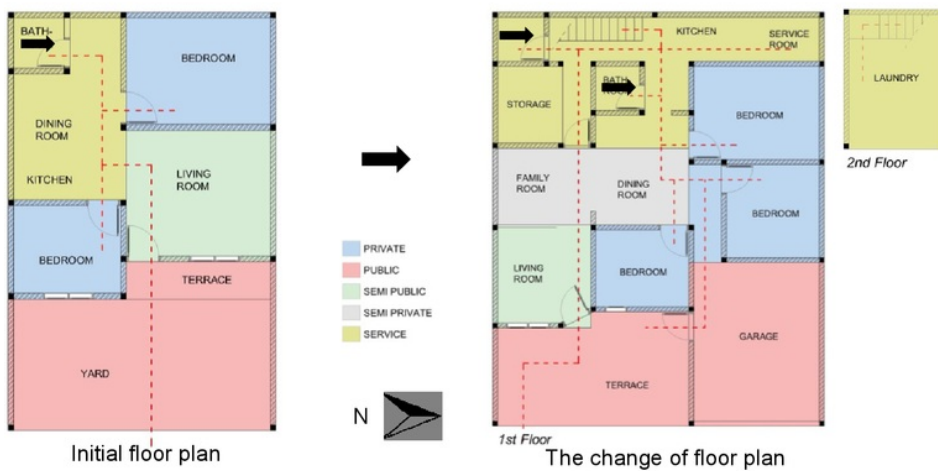 BATH-
BEDROOM
DINING
ROOM
KITCHEN
LIVING
ROOM
BEDROOM
TERRACE
YARD
Initial floor plan
PRIVATE
PUBLIC
SEMI PUBLIC
SEMI PRIVATE
SERVICE
N
KITCHEN
SERVICE
ROOM
STORAGE
BATH
BEDROOM
FAMILY
ROOM
DINING
ROOM
BEDROOM
LIVING
ROOM
BEDROOM
GARAGE
TERRACE
1st Floor
The change of floor plan
LAUNDRY
2nd Floor